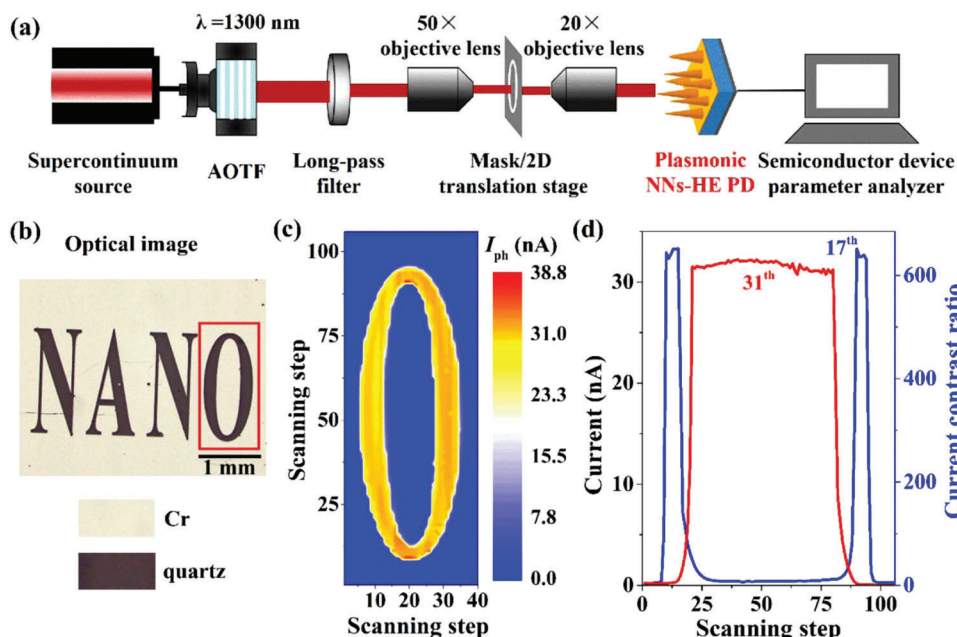 (a)
λ =1300 nm
50×
objective lens
20×
objective lens
Supercontinuum
source
AOTF
Long-pass
filter
Mask/2D
translation stage
Plasmonic
NNs-HE PD
Semiconductor device
parameter analyzer
(b)
Optical image
NANO
1 mm
Cr
quartz
(c)
Iph (nA)
38.8
31.0
31.0
23.3
15.5
7.8
0.0
100
75
50
25
Scanning step
10 20 30 40
Scanning step
(d)
17th
31th
30
20
10
0
Current (nA)
600
400
200
0
Current contrast ratio
0 25 50 75 100
Scanning step